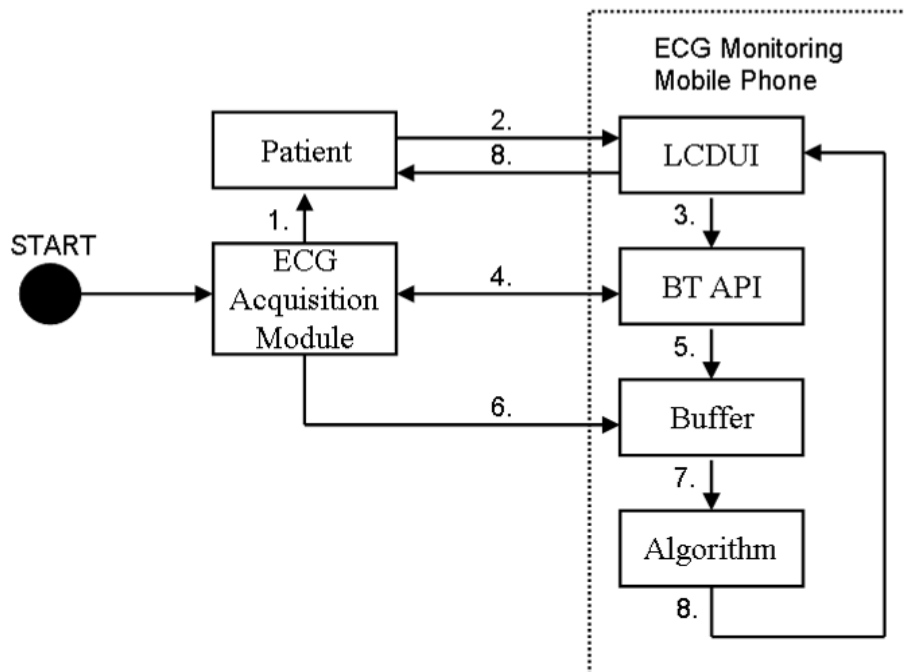 ECG Monitoring
Mobile Phone
2.
Patient
LCDUI
8.
1.
3.
START
ECG
Acquisition
Module
4.
BT API
5.
6.
Buffer
7.
Algorithm
8.